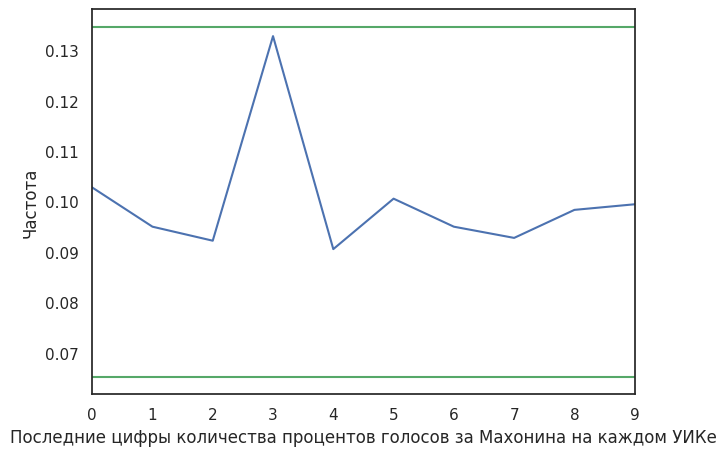 0.13
0.12
0.11
0.10
0.09
0.08
0.07
Частота
0 1 2 3 4 5 6 7 8 9
Последние цифры количества процентов голосов за Махонина на каждом УИКе